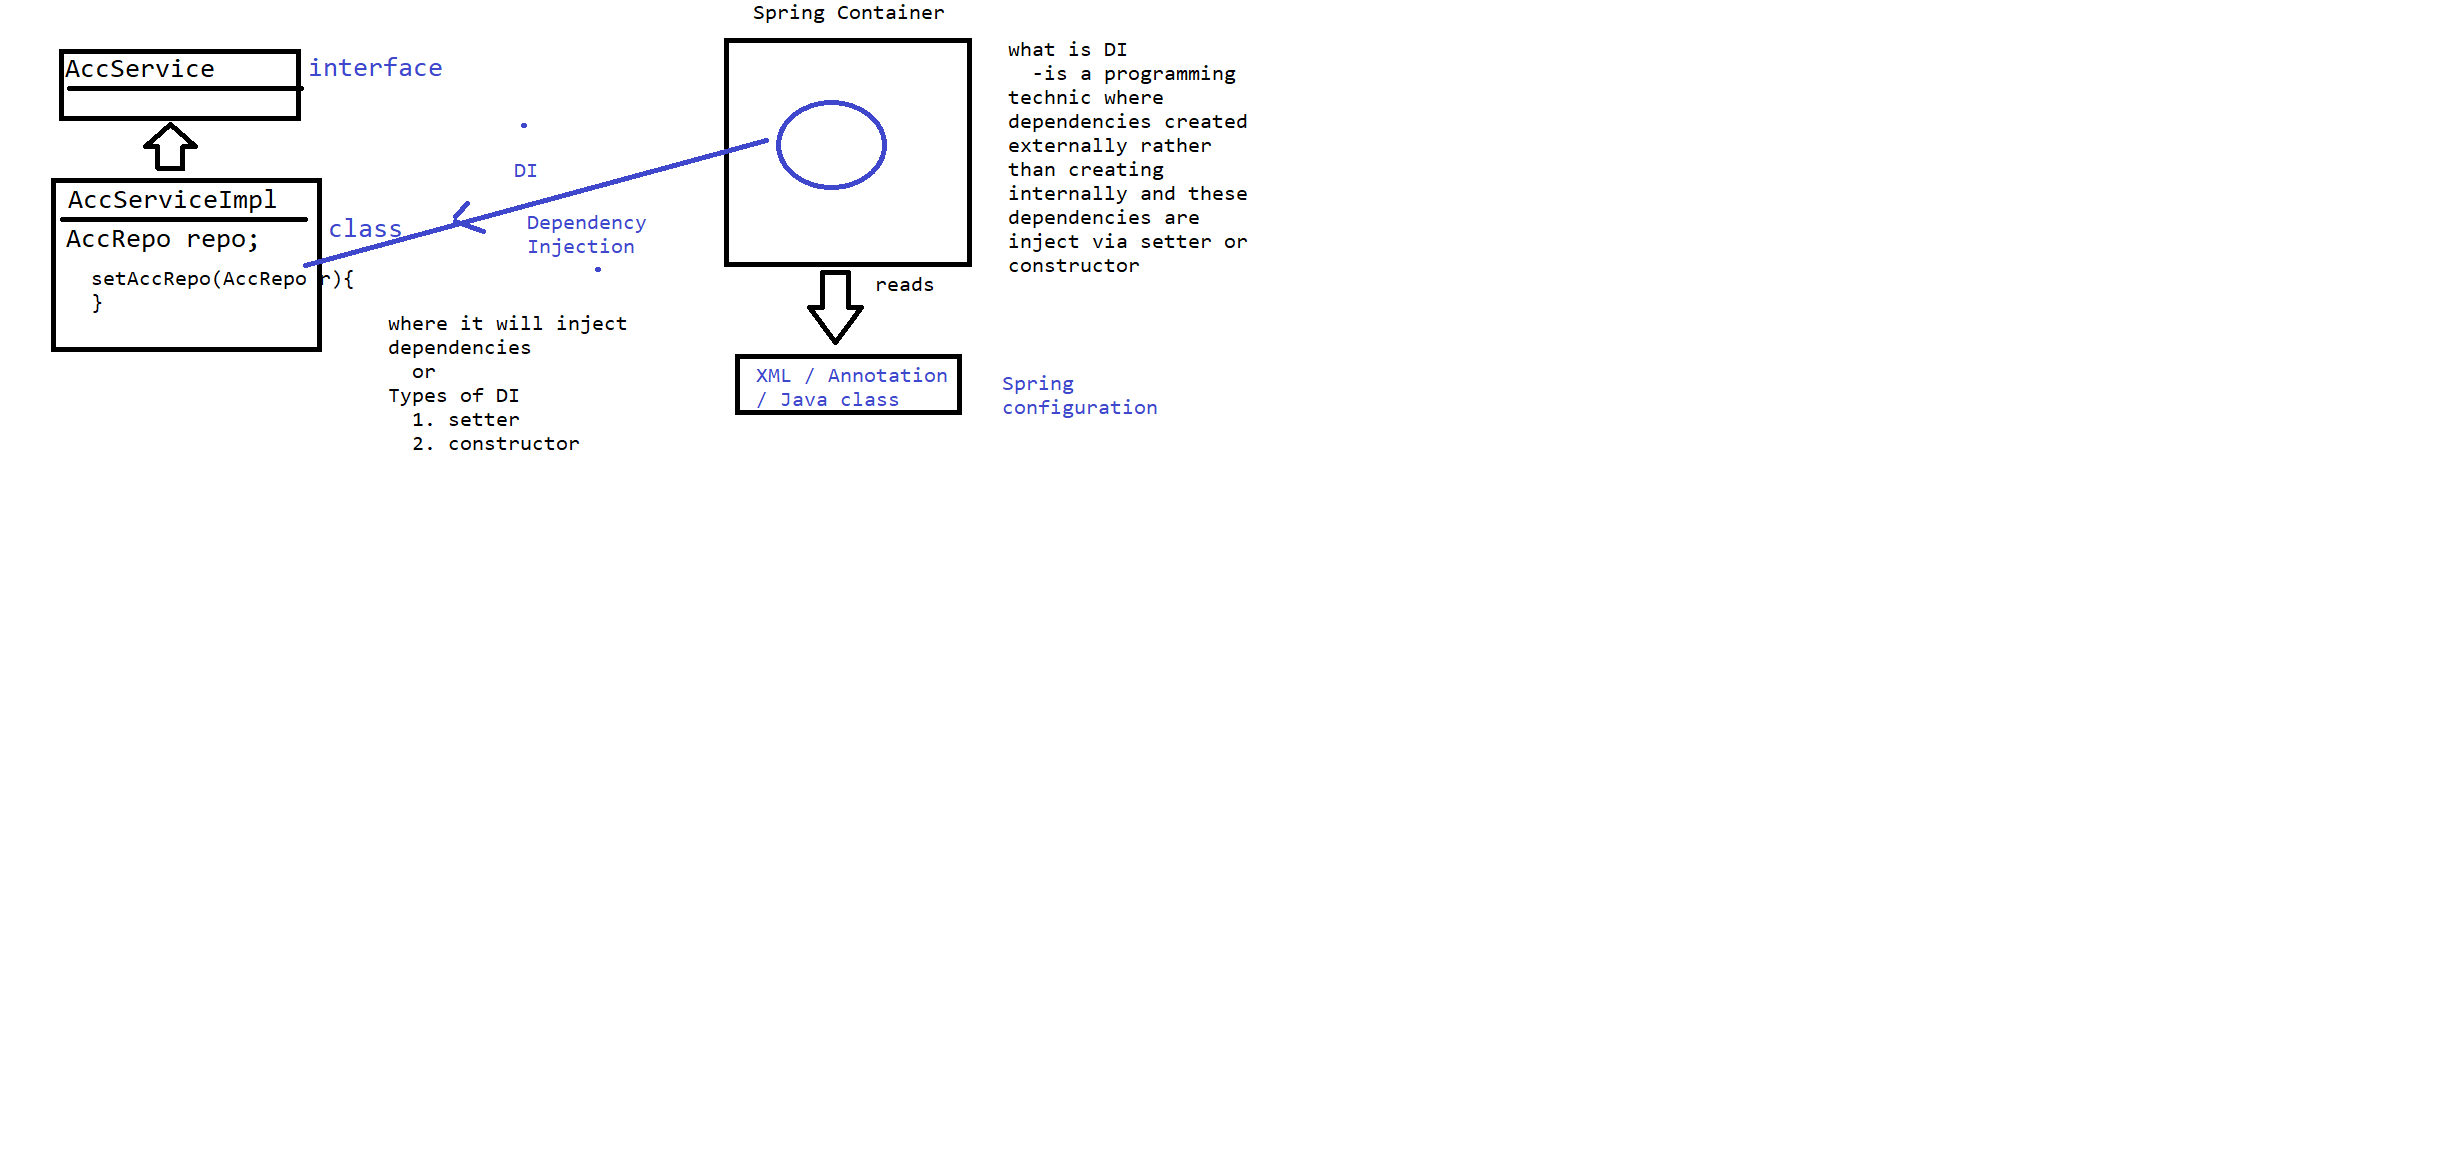 Spring Container
AccService
interface
AccServiceImpl
AccRepo repo;
setAccRepo(AccRepo r){
}
class
DI
Dependency
Injection
where it will inject
dependencies
or
Types of DI
1. setter
2. constructor
reads
XML / Annotation
/ Java class
Spring
configuration
what is DI
-is a programming
technic where
dependencies created
externally rather
than creating
internally and these
dependencies are
inject via setter or
constructor